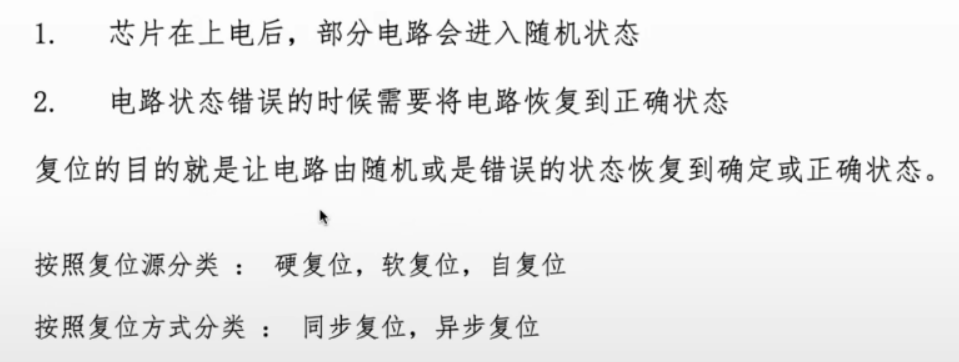 1. 芯片在上电后，部分电路会进入随机状态
2. 电路状态错误的时候需要将电路恢复到正确状态
复位的目的就是让电路由随机或是错误的状态恢复到确定或正确状态。
按照复位源分类 ： 硬复位，软复位，自复位
按照复位方式分类 ： 同步复位，异步复位